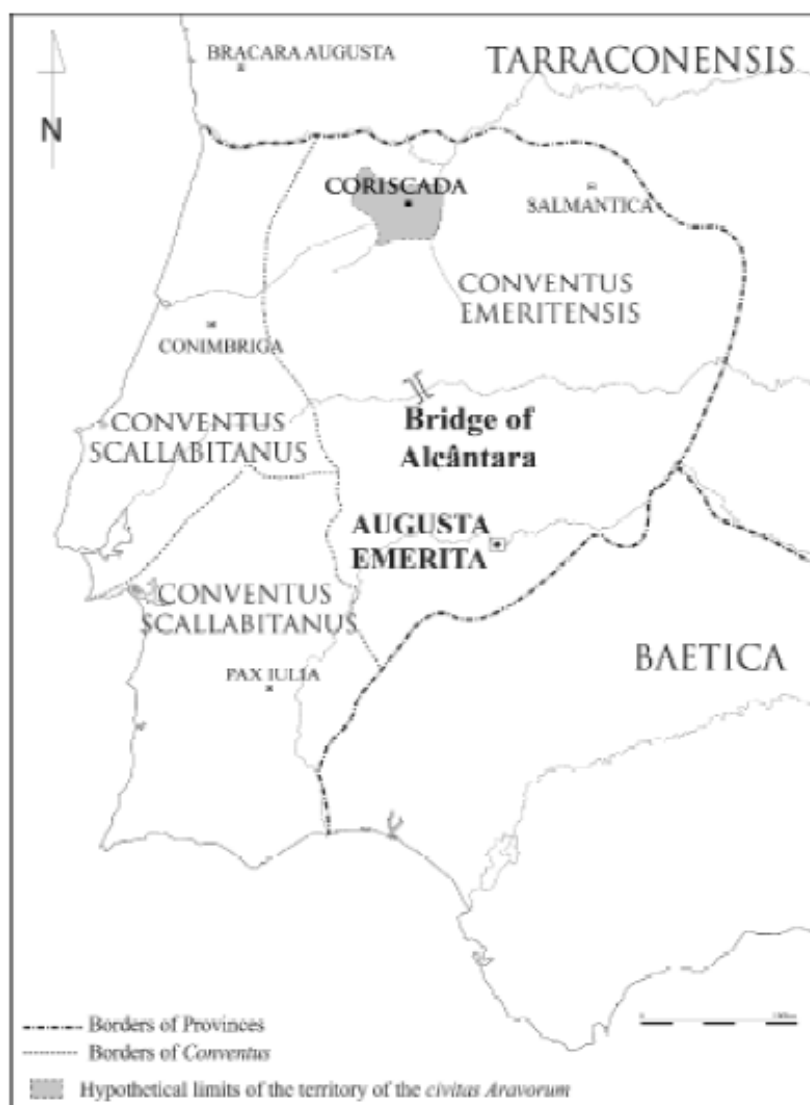 BRACARA AUGUSTA
TARRACONENSIS
N
CORISCADA
SALMANTICA
CONVENTUS
EMERITENSIS
CONIMBRIGA
CONVENTUS
SCALLABITANUS
Bridge of
Alcântara
AUGUSTA
EMERITA
CONVENTUS
SCALLABITANUS
BAETICA
PAX IULIA
0
Borders of Provinces
Borders of Conventus
Hypothetical limits of the territory of the civitas Aravorum